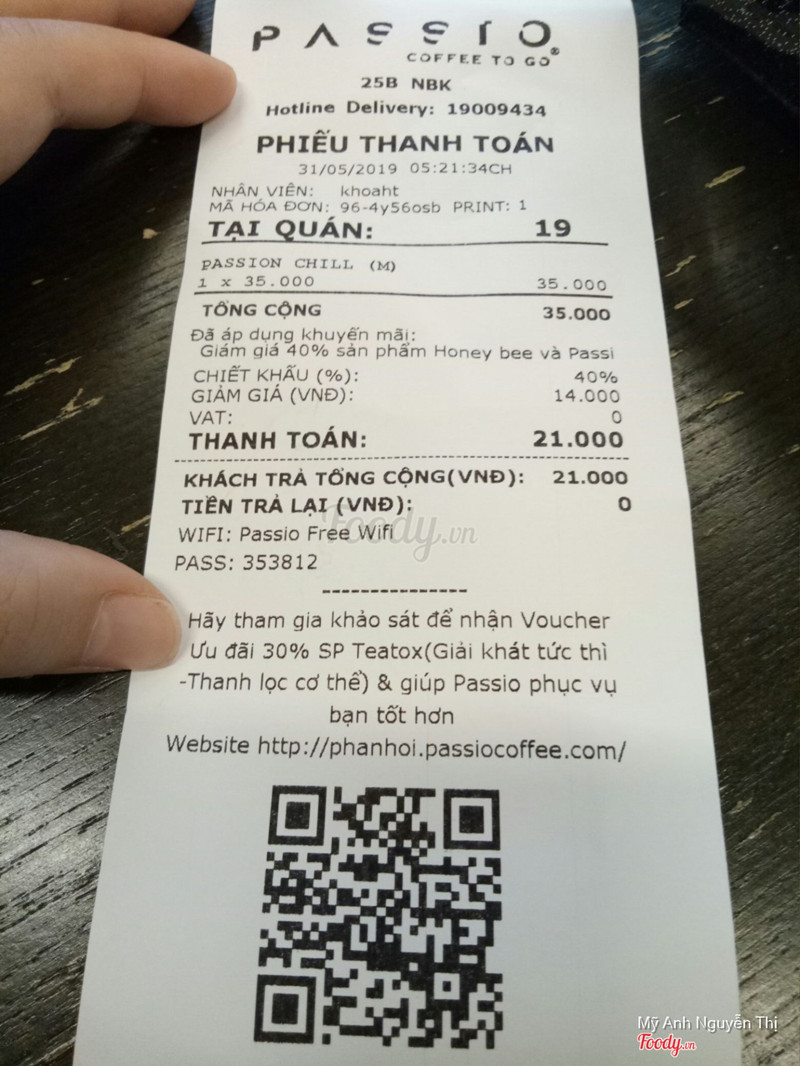 PASSIO®
COFFEE TO GO
25B NBK
Hotline Delivery: 19009434
PHIẾU THANH TOÁN
31/05/2019 05:21:34CH
NHÂN VIÊN: khoaht
MÃ HÓA ĐƠN: 96-4y56osb PRINT: 1
TẠI QUÁN: 19
PASSION CHILL (M)
1 x 35.000 35.000
TỔNG CỘNG 35.000
Đã áp dụng khuyến mãi:
Giảm giá 40% sản phẩm Honey bee và Passi
CHIẾT KHẤU (%): 40%
GIẢM GIÁ (VNĐ): 14.000
VAT: 0
THANH TOÁN: 21.000
KHÁCH TRẢ TỔNG CỘNG(VNĐ): 21.000
TIỀN TRẢ LẠI (VNĐ): 0
WIFI: Passio Free Wifi
Foody.vn
PASS: 353812
Hãy tham gia khảo sát để nhận Voucher
Ưu đãi 30% SP Teatox(Giải khát tức thì
-Thanh lọc cơ thể) & giúp Passio phục vụ
bạn tốt hơn
Website http://phanhoi.passiocoffee.com/
Mỹ Anh Nguyễn Thị
Foody.vn